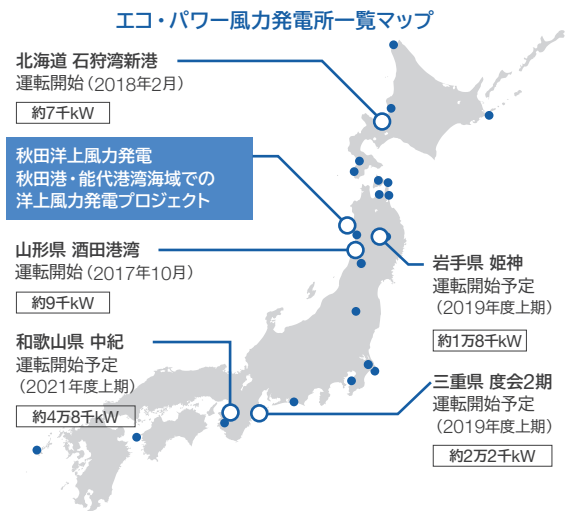 エコ・パワー風力発電所一覧マップ
北海道 石狩湾新港
運転開始（2018年2月）
約7千kW
秋田洋上風力発電
秋田港・能代港湾海域での
洋上風力発電プロジェクト
山形県 酒田港湾
運転開始（2017年10月）
約9千kW
和歌山県 中紀
運転開始予定
（2021年度上期）
約4万8千kW
岩手県 姫神
運転開始予定
（2019年度上期）
約1万8千kW
三重県 度会2期
運転開始予定
（2019年度上期）
約2万2千kW